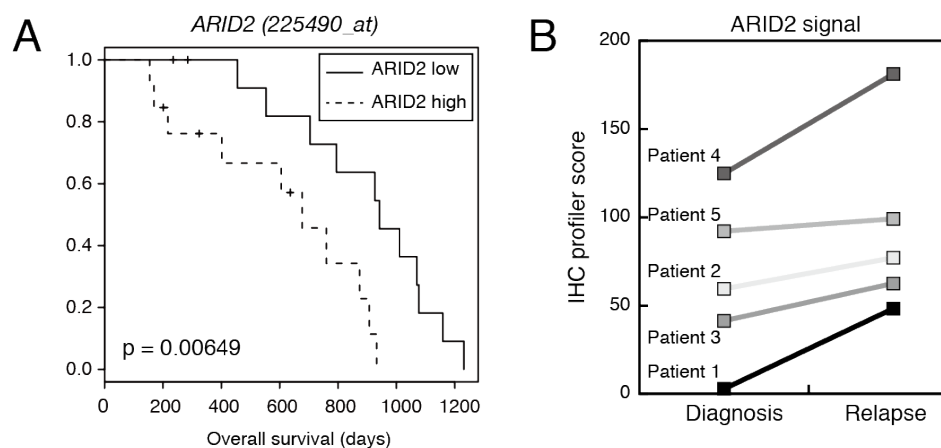 A
ARID2 (225490_at)
ARID2 low
ARID2 high
1.0
0.8
0.6
0.4
0.2
0.0
p = 0.00649
0 200 400 600 800 1000 1200
Overall survival (days)
B
ARID2 signal
IHC profiler score
200
150
100
50
0
Patient 4
Patient 5
Patient 2
Patient 3
Patient 1
Diagnosis Relapse